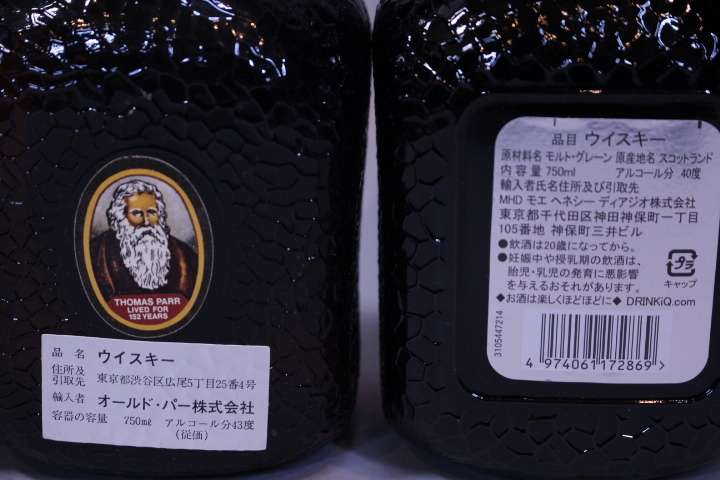 THOMAS PARR
LIVED FOR
152 YEARS
品名 ウイスキー
住所及 引取先 東京都渋谷区広尾5丁目25番4号
輸入者 オールド・パー株式会社
容器の容量 750mℓ アルコール分43度
(従価)
品目 ウイスキー
原材料名 モルト・グレーン 原産地名 スコットランド
内容量 750ml アルコール分 40度
輸入者氏名住所及び引取先
MHD モエ ヘネシー ディアジオ株式会社
東京都千代田区神田神保町一丁目
105番地 神保町三井ビル
●飲酒は20歳になってから。
●妊娠中や授乳期の飲酒は、
胎児・乳児の発育に悪影響
を与えるおそれがあります。
プラ
キャップ
◆お酒は楽しくほどほどに◆ DRINKiQ.com
3105447214
4 974061 172869